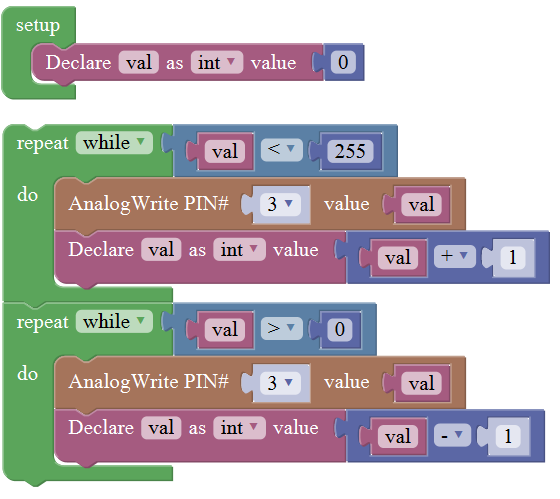 setup
Declare val as int value 0
repeat while val < 255
do
AnalogWrite PIN# 3 value val
Declare val as int value val + 1
repeat while val > 0
do
AnalogWrite PIN# 3 value val
Declare val as int value val - 1